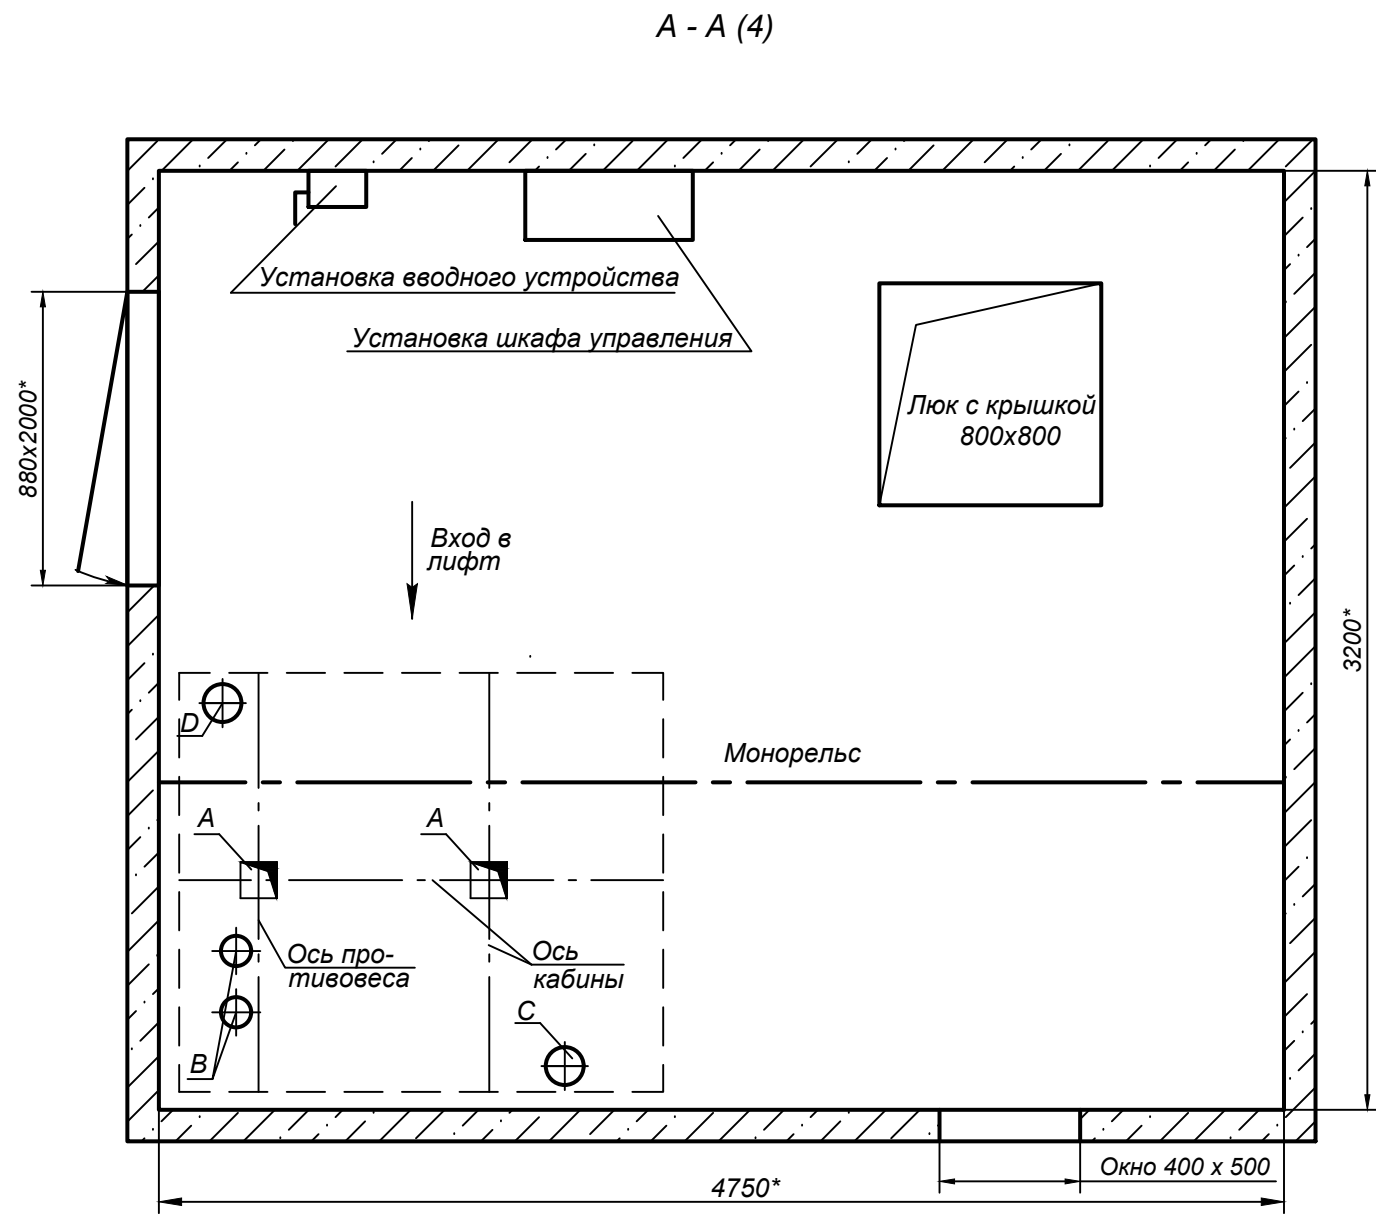 А - А (4)
Установка вводного устройства
Установка шкафа управления
Люк с крышкой
800х800
880х2000*
Вход в
лифт
3200*
D
Монорельс
А
А
Ось про-
тивовеса
Ось
кабины
С
В
Окно 400 х 500
4750*